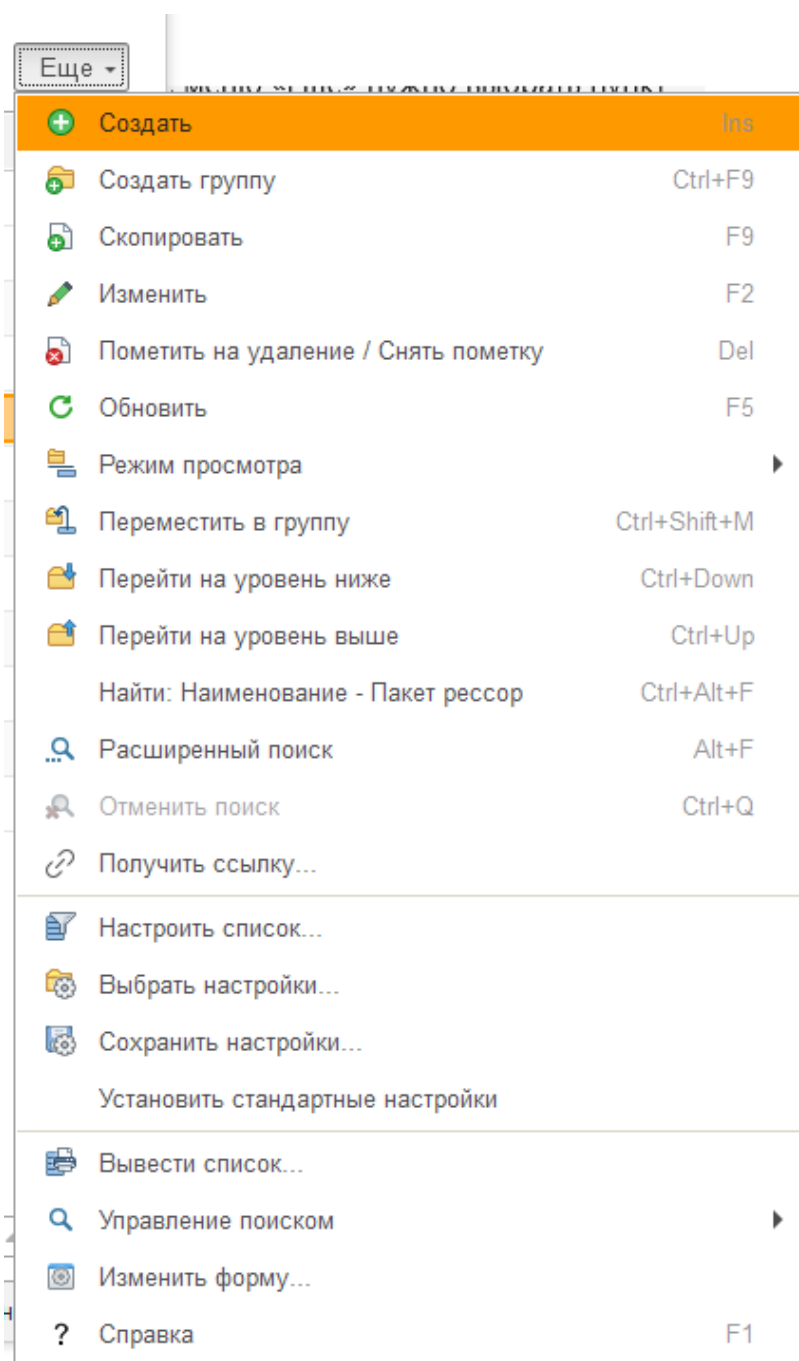 Еще
Создать Ins
Создать группу Ctrl+F9
Скопировать F9
Изменить F2
Пометить на удаление / Снять пометку Del
Обновить F5
Режим просмотра
Переместить в группу Ctrl+Shift+M
Перейти на уровень ниже Ctrl+Down
Перейти на уровень выше Ctrl+Up
Найти: Наименование - Пакет рессор Ctrl+Alt+F
Расширенный поиск Alt+F
Отменить поиск Ctrl+Q
Получить ссылку...
Настроить список...
Выбрать настройки...
Сохранить настройки...
Установить стандартные настройки
Вывести список...
Управление поиском
Изменить форму...
? Справка F1